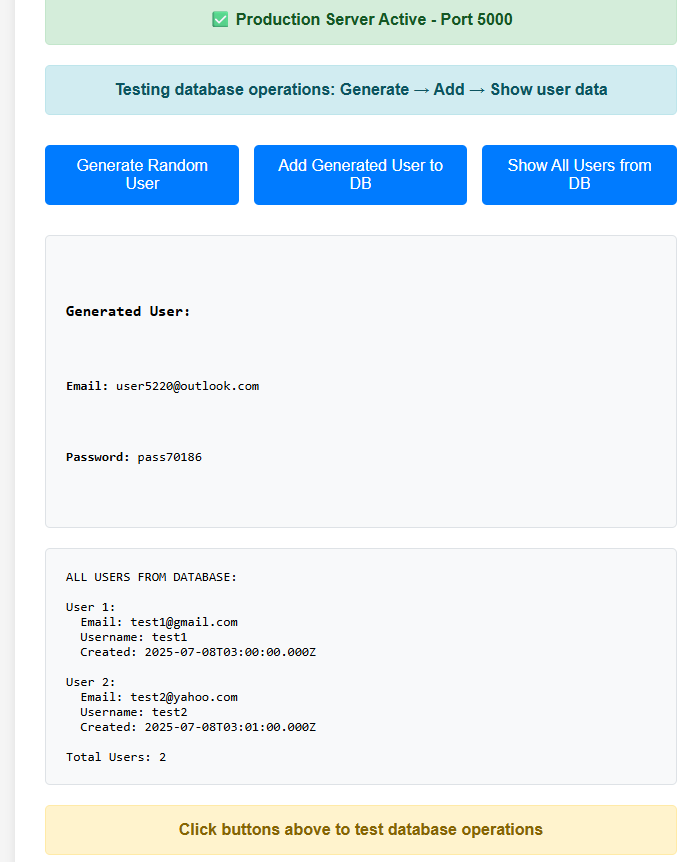 ✅ Production Server Active - Port 5000
Testing database operations: Generate → Add → Show user data
Generate Random
User
Add Generated User to
DB
Show All Users from
DB
Generated User:
Email: user5220@outlook.com
Password: pass70186
ALL USERS FROM DATABASE:
User 1:
Email: test1@gmail.com
Username: test1
Created: 2025-07-08T03:00:00.000Z
User 2:
Email: test2@yahoo.com
Username: test2
Created: 2025-07-08T03:01:00.000Z
Total Users: 2
Click buttons above to test database operations